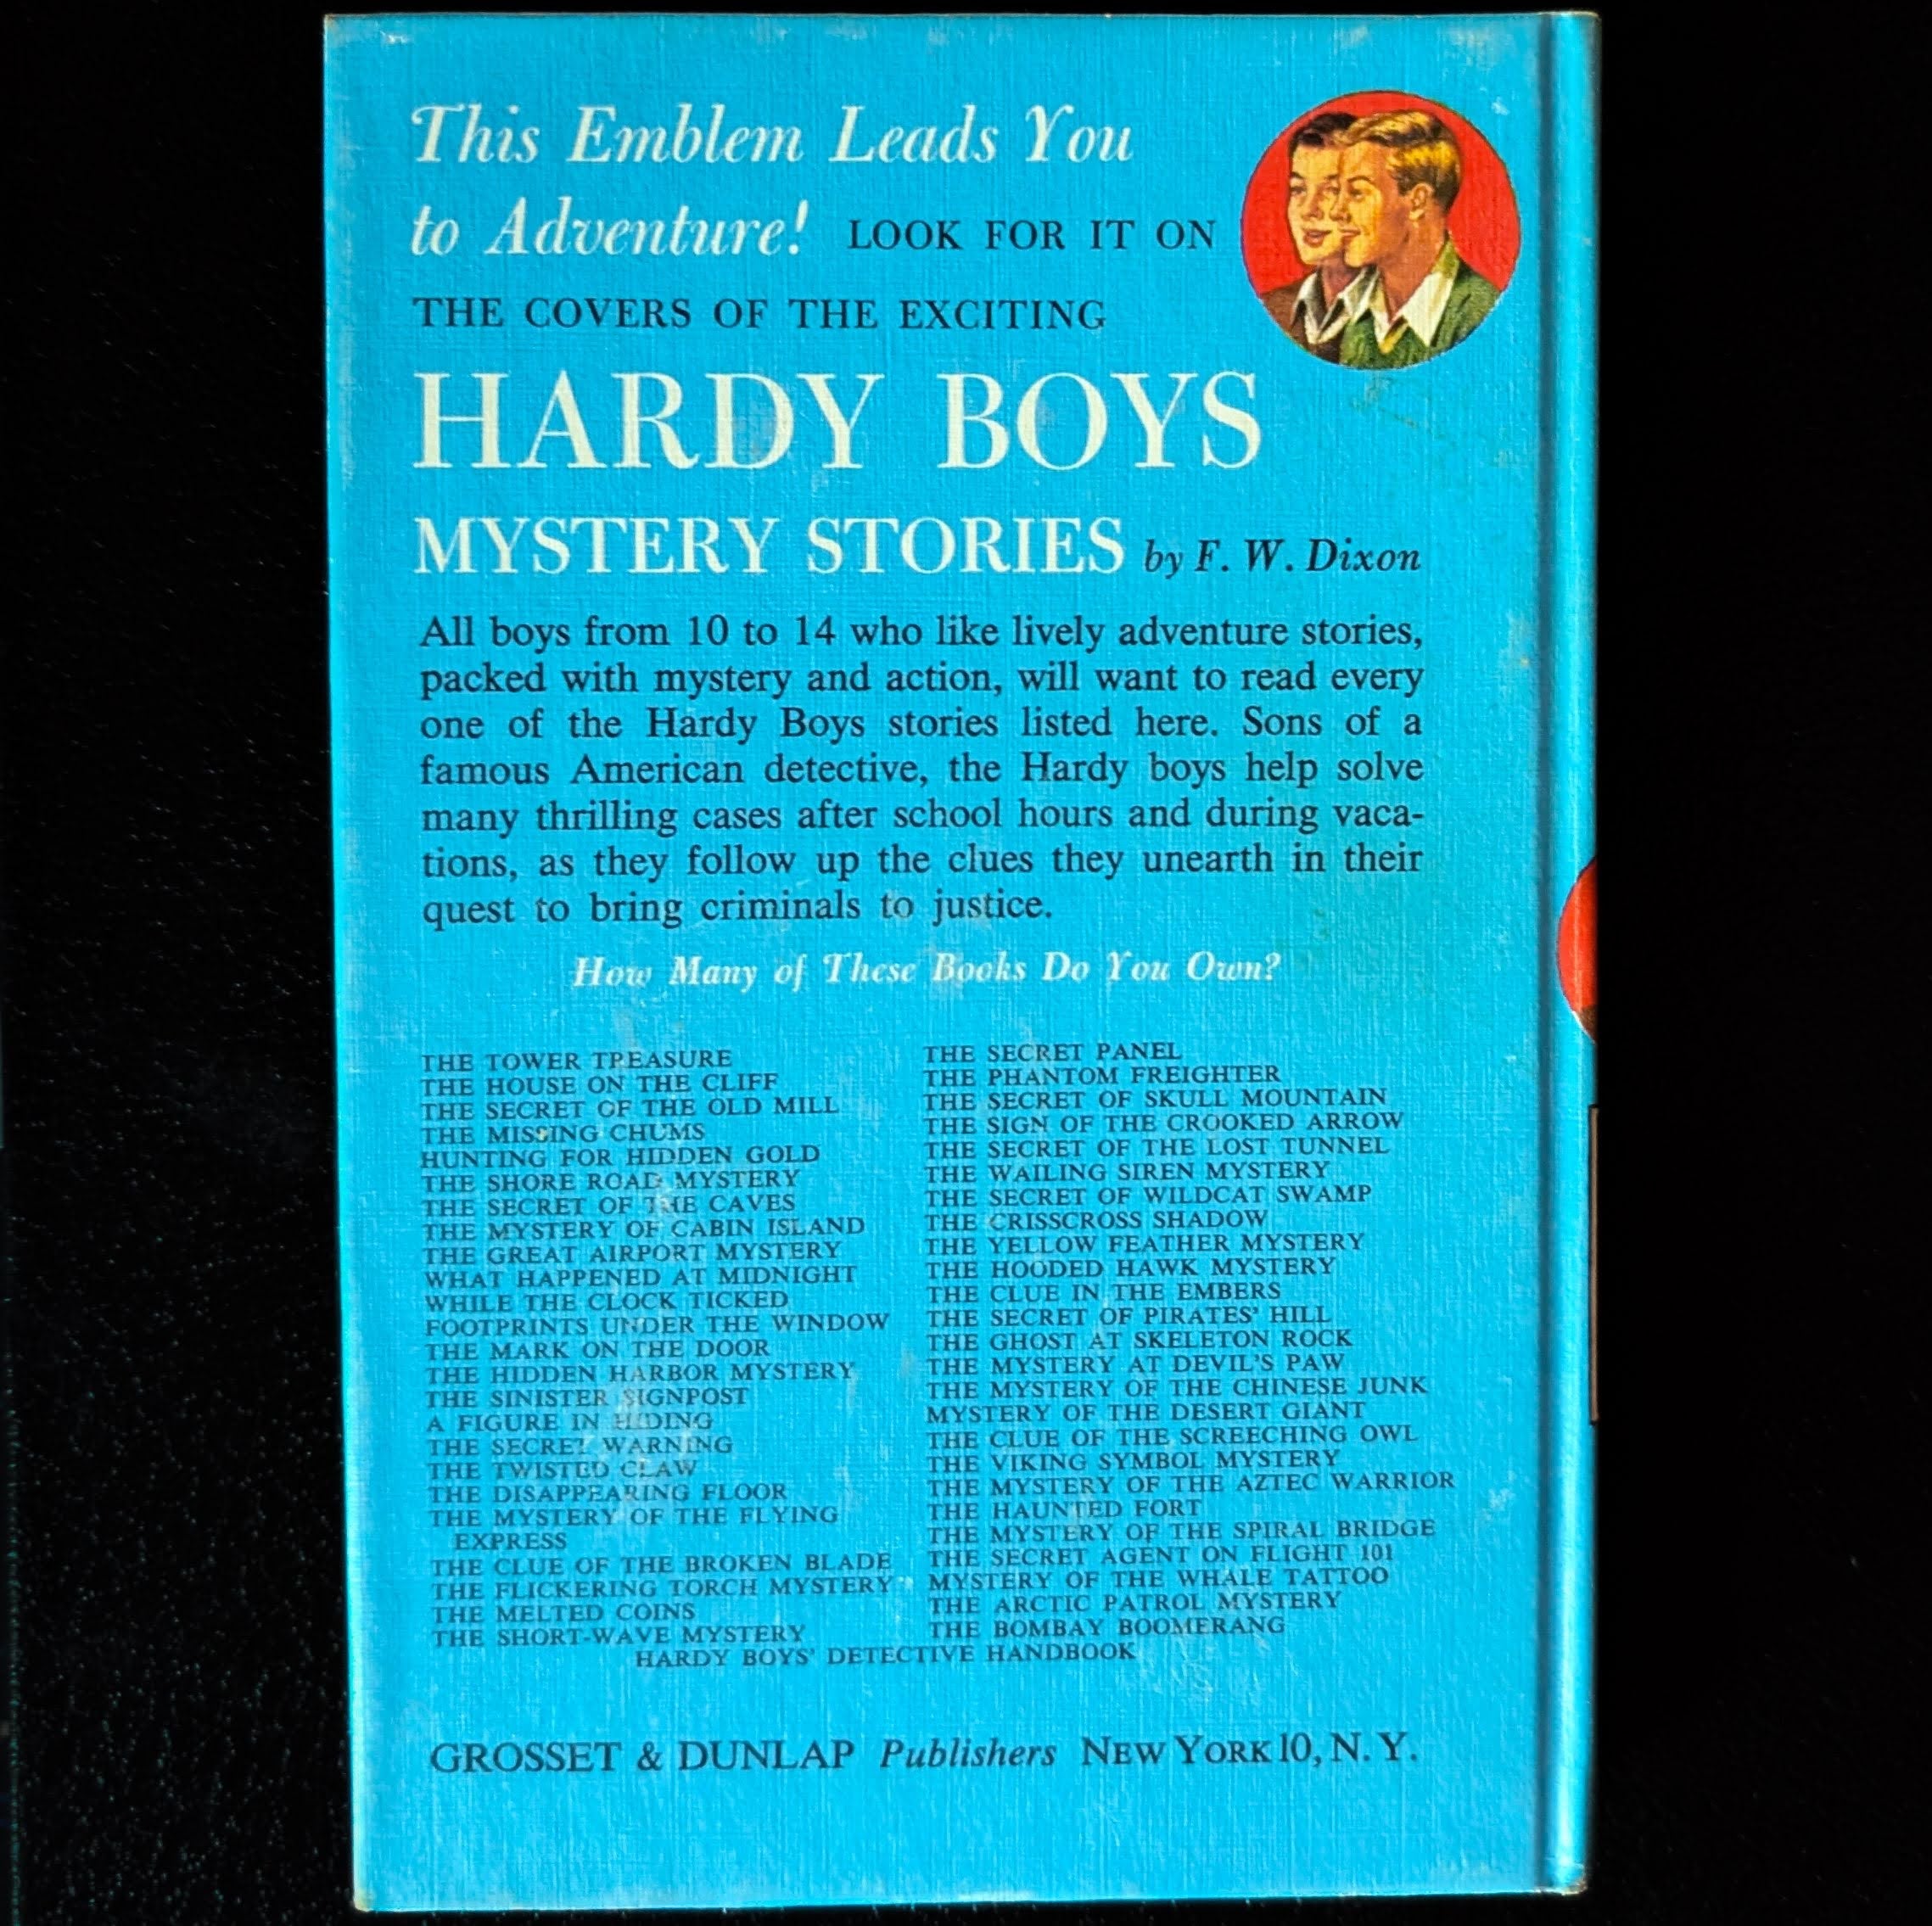 This Emblem Leads You
to Adventure! LOOK FOR IT ON
THE COVERS OF THE EXCITING
HARDY BOYS
MYSTERY STORIES by F. W. Dixon
All boys from 10 to 14 who like lively adventure stories,
packed with mystery and action, will want to read every
one of the Hardy Boys stories listed here. Sons of a
famous American detective, the Hardy boys help solve
many thrilling cases after school hours and during vaca-
tions, as they follow up the clues they unearth in their
quest to bring criminals to justice.
How Many of These Books Do You Own?
THE TOWER TREASURE
THE HOUSE ON THE CLIFF
THE SECRET OF THE OLD MILL
THE MISSING CHUMS
HUNTING FOR HIDDEN GOLD
THE SHORE ROAD MYSTERY
THE SECRET OF THE CAVES
THE MYSTERY OF CABIN ISLAND
THE GREAT AIRPORT MYSTERY
WHAT HAPPENED AT MIDNIGHT
WHILE THE CLOCK TICKED
FOOTPRINTS UNDER THE WINDOW
THE MARK ON THE DOOR
THE HIDDEN HARBOR MYSTERY
THE SINISTER SIGNPOST
A FIGURE IN HIDING
THE SECRET WARNING
THE TWISTED CLAW
THE DISAPPEARING FLOOR
THE MYSTERY OF THE FLYING
EXPRESS
THE CLUE OF THE BROKEN BLADE
THE FLICKERING TORCH MYSTERY
THE MELTED COINS
THE SHORT-WAVE MYSTERY
THE SECRET PANEL
THE PHANTOM FREIGHTER
THE SECRET OF SKULL MOUNTAIN
THE SIGN OF THE CROOKED ARROW
THE SECRET OF THE LOST TUNNEL
THE WAILING SIREN MYSTERY
THE SECRET OF WILDCAT SWAMP
THE CRISSCROSS SHADOW
THE YELLOW FEATHER MYSTERY
THE HOODED HAWK MYSTERY
THE CLUE IN THE EMBERS
THE SECRET OF PIRATES' HILL
THE GHOST AT SKELETON ROCK
THE MYSTERY AT DEVIL'S PAW
THE MYSTERY OF THE CHINESE JUNK
MYSTERY OF THE DESERT GIANT
THE CLUE OF THE SCREECHING OWL
THE VIKING SYMBOL MYSTERY
THE MYSTERY OF THE AZTEC WARRIOR
THE HAUNTED FORT
THE MYSTERY OF THE SPIRAL BRIDGE
THE SECRET AGENT ON FLIGHT 101
MYSTERY OF THE WHALE TATTOO
THE ARCTIC PATROL MYSTERY
THE BOMBAY BOOMERANG
HARDY BOYS' DETECTIVE HANDBOOK
GROSSET & DUNLAP Publishers NEW YORK 10, N. Y.